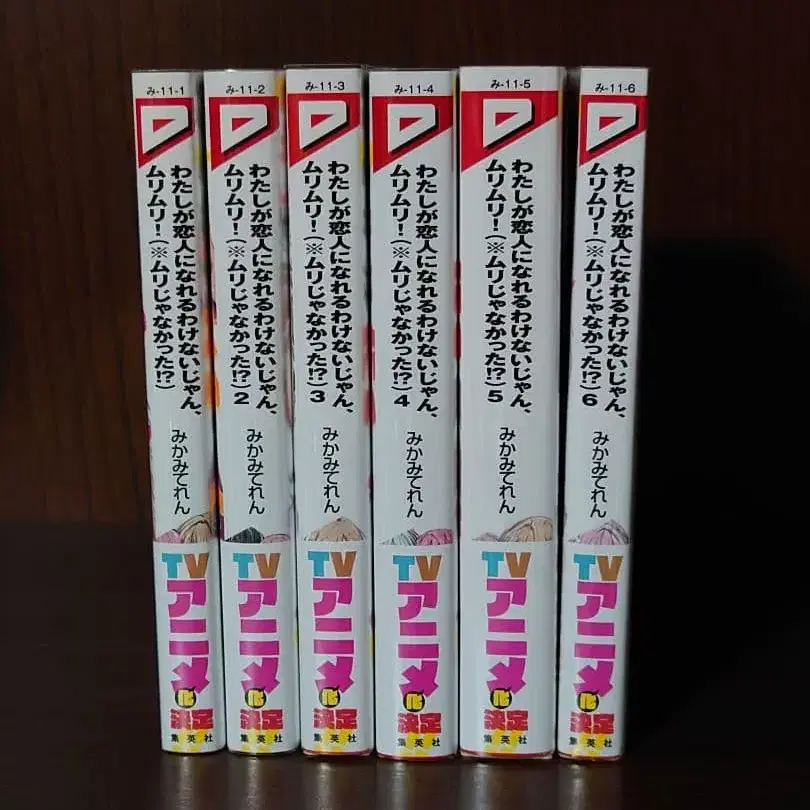 み-11-1
わたしが恋人になれるわけないじゃん、
ムリムリ!(※ムリじゃなかった!?)
みかみてれん
TV
アニメ
化
決定
集英社
み-11-2
わたしが恋人になれるわけないじゃん、
ムリムリ!(※ムリじゃなかった!?)2
みかみてれん
TV
アニメ
化
決定
集英社
み-11-3
わたしが恋人になれるわけないじゃん、
ムリムリ!(※ムリじゃなかった!?)3
みかみてれん
TV
アニメ
化
決定
集英社
み-11-4
わたしが恋人になれるわけないじゃん、
ムリムリ!(※ムリじゃなかった!?)4
みかみてれん
TV
アニメ
化
決定
集英社
み-11-5
わたしが恋人になれるわけないじゃん、
ムリムリ!(※ムリじゃなかった!?)5
みかみてれん
TV
アニメ
化
決定
集英社
み-11-6
わたしが恋人になれるわけないじゃん、
ムリムリ!(※ムリじゃなかった!?)6
みかみてれん
TV
アニメ
化
決定
集英社